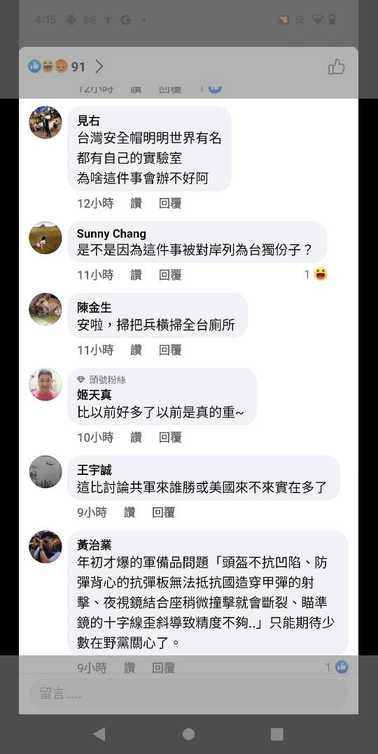 4:15
91
12小時 讚 回覆 1
見右
台灣安全帽明明世界有名
都有自己的實驗室
為啥這件事會辦不好阿
12小時 讚 回覆
Sunny Chang
是不是因為這件事被對岸列為台獨份子？
11小時 讚 回覆 1
陳金生
安啦，掃把兵橫掃全台廁所
11小時 讚 回覆
頭號粉絲
姬天真
比以前好多了以前是真的重~
10小時 讚 回覆
王宇誠
這比討論共軍來誰勝或美國來不來實在多了
9小時 讚 回覆
黃治業
年初才爆的軍備品問題「頭盔不抗凹陷、防
彈背心的抗彈板無法抵抗國造穿甲彈的射
擊、夜視鏡結合座稍微撞擊就會斷裂、瞄準
鏡的十字線歪斜導致精度不夠..」只能期待少
數在野黨關心了。
9小時 讚 回覆 1
留言......